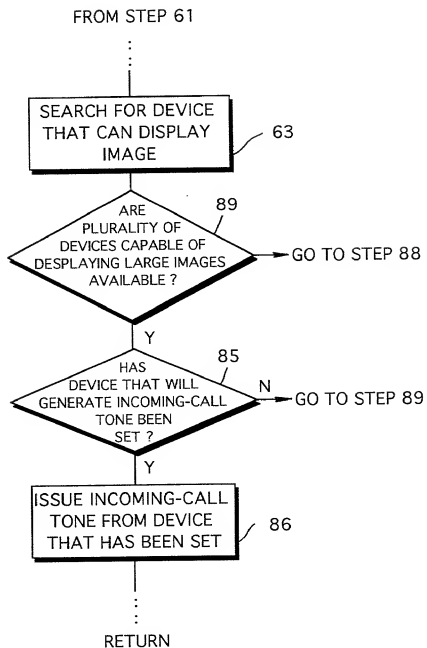 FROM STEP 61
SEARCH FOR DEVICE
THAT CAN DISPLAY
IMAGE
63
ARE
PLURALITY OF
DEVICES CAPABLE OF
DESPLAYING LARGE IMAGES
AVAILABLE ?
89
GO TO STEP 88
Y
HAS
DEVICE THAT WILL
GENERATE INCOMING-CALL
TONE BEEN
SET ?
85
N
GO TO STEP 89
Y
ISSUE INCOMING-CALL
TONE FROM DEVICE
THAT HAS BEEN SET
86
RETURN